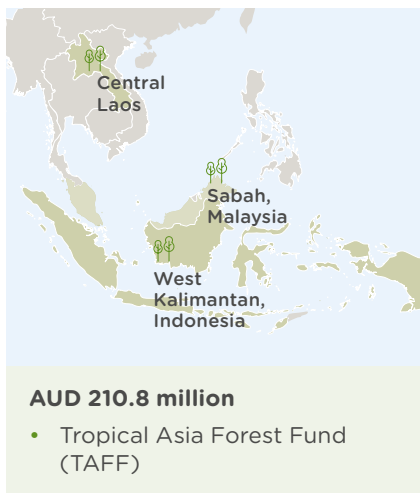 Central
Laos
Sabah,
Malaysia
West
Kalimantan,
Indonesia
AUD 210.8 million
• Tropical Asia Forest Fund
(TAFF)